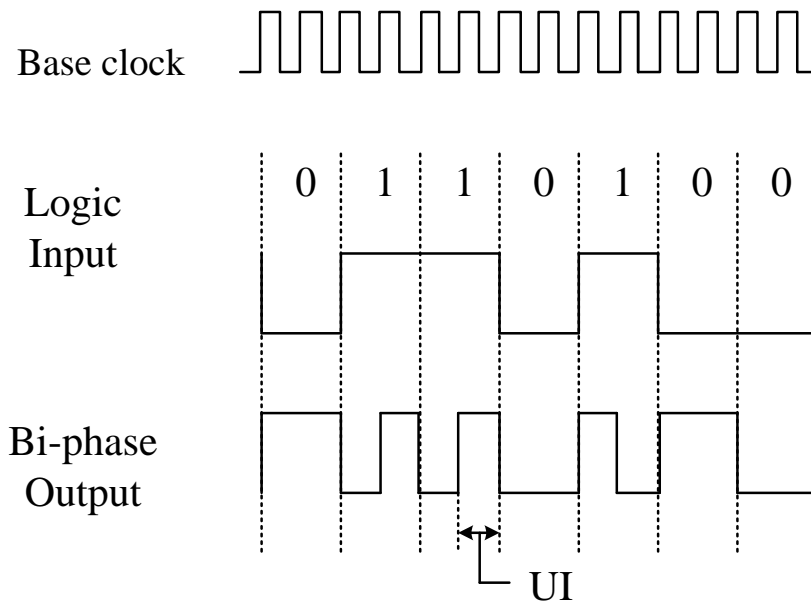 Base clock
0 1 1 0 1 0 0
Logic
Input
Bi-phase
Output
UI